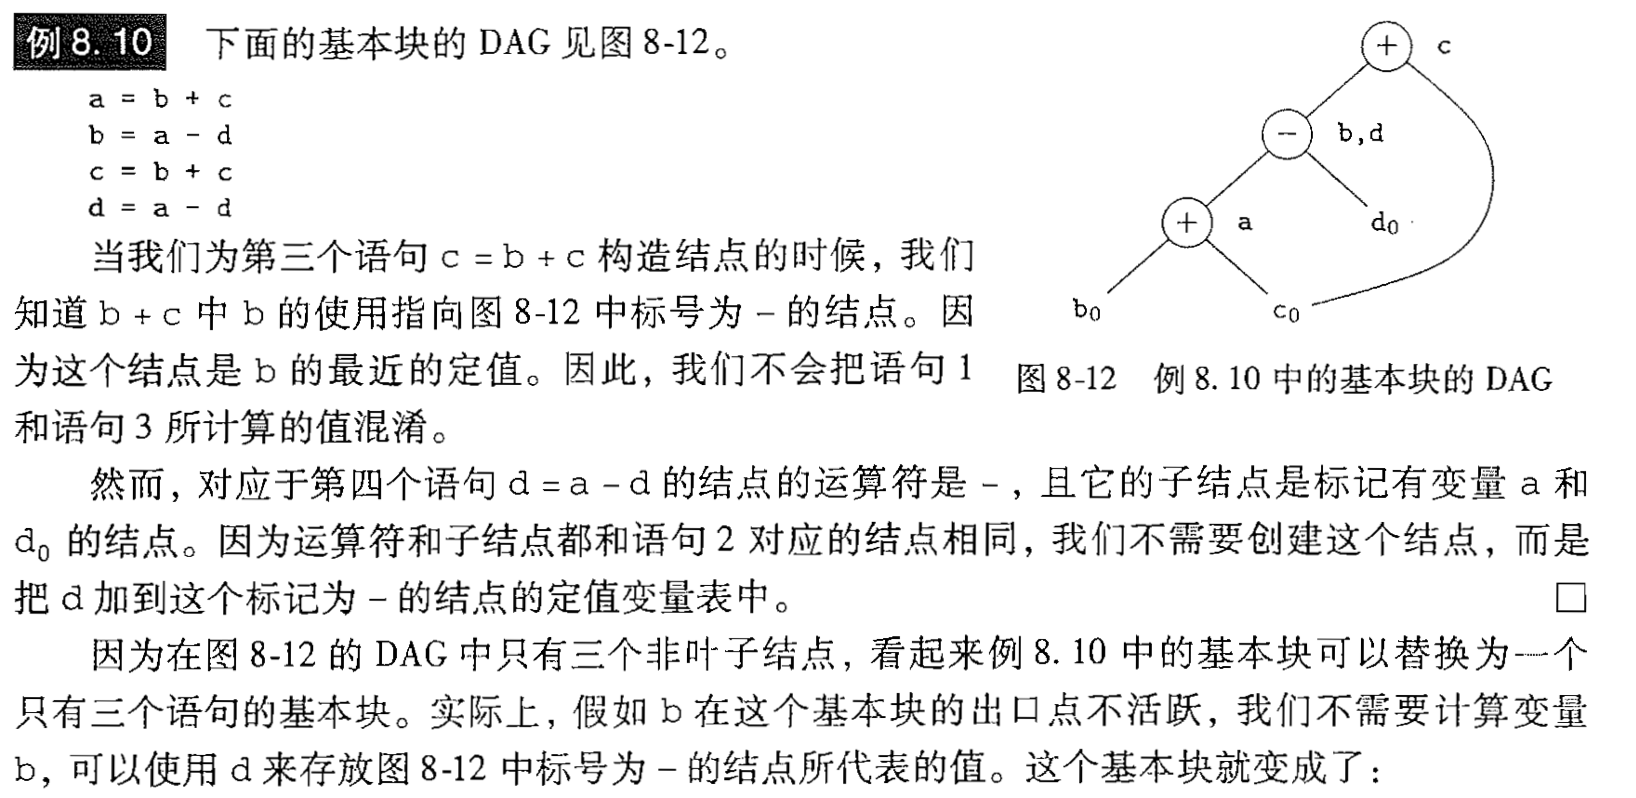 例 8.10 下面的基本块的 DAG 见图 8-12。
a = b + c
b = a - d
c = b + c
d = a - d
当我们为第三个语句 c = b + c 构造结点的时候，我们
知道 b + c 中 b 的使用指向图 8-12 中标号为 – 的结点。因
为这个结点是 b 的最近的定值。因此，我们不会把语句 1
和语句 3 所计算的值混淆。
+ c
− b,d
+ a
d₀
b₀
c₀
图 8-12 例 8.10 中的基本块的 DAG
然而，对应于第四个语句 d = a – d 的结点的运算符是 –，且它的子结点是标记有变量 a 和
d₀ 的结点。因为运算符和子结点都和语句 2 对应的结点相同，我们不需要创建这个结点，而是
把 d 加到这个标记为 – 的结点的定值变量表中。 □
因为在图 8-12 的 DAG 中只有三个非叶子结点，看起来例 8.10 中的基本块可以替换为一个
只有三个语句的基本块。实际上，假如 b 在这个基本块的出口点不活跃，我们不需要计算变量
b，可以使用 d 来存放图 8-12 中标号为 – 的结点所代表的值。这个基本块就变成了：